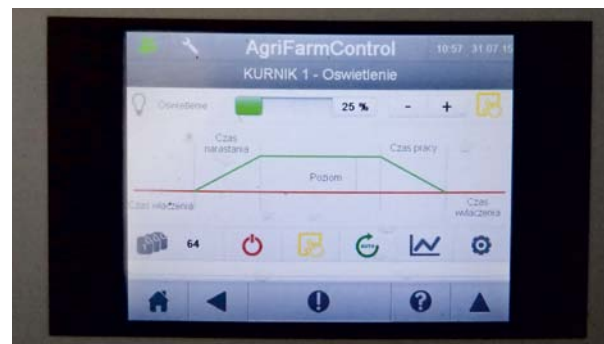 AgriFarmControl
10:57 31 07 15
KURNIK 1 - Oswietlenie
Oswietlenie
25 %
-
+
Czas
narastania
Czas pracy
Poziom
Czas włączenia
Czas
wyłączenia
64
AUTO